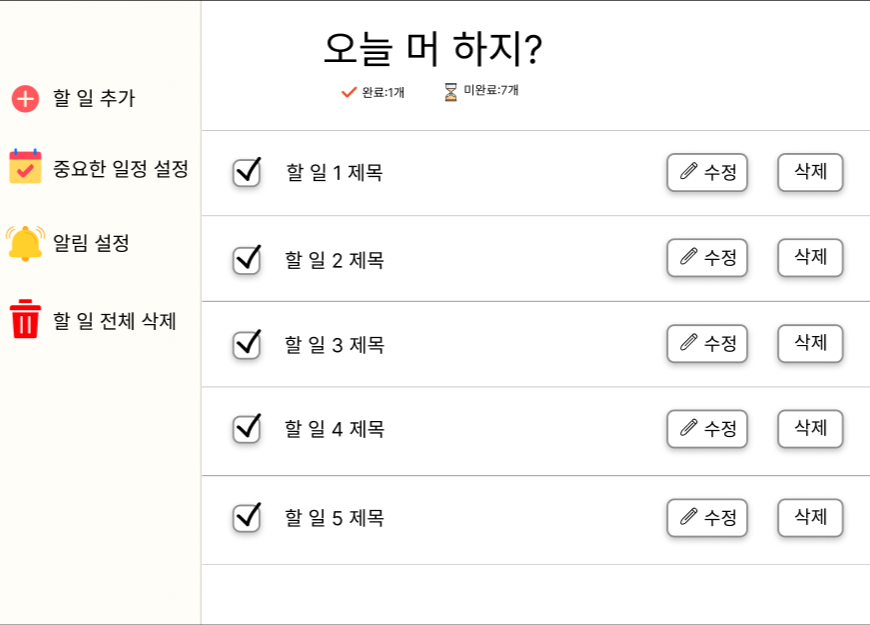 오늘 머 하지?
완료:1개
미완료:7개
할 일 추가
중요한 일정 설정
알림 설정
할 일 전체 삭제
할 일 1 제목 수정 삭제
할 일 2 제목 수정 삭제
할 일 3 제목 수정 삭제
할 일 4 제목 수정 삭제
할 일 5 제목 수정 삭제